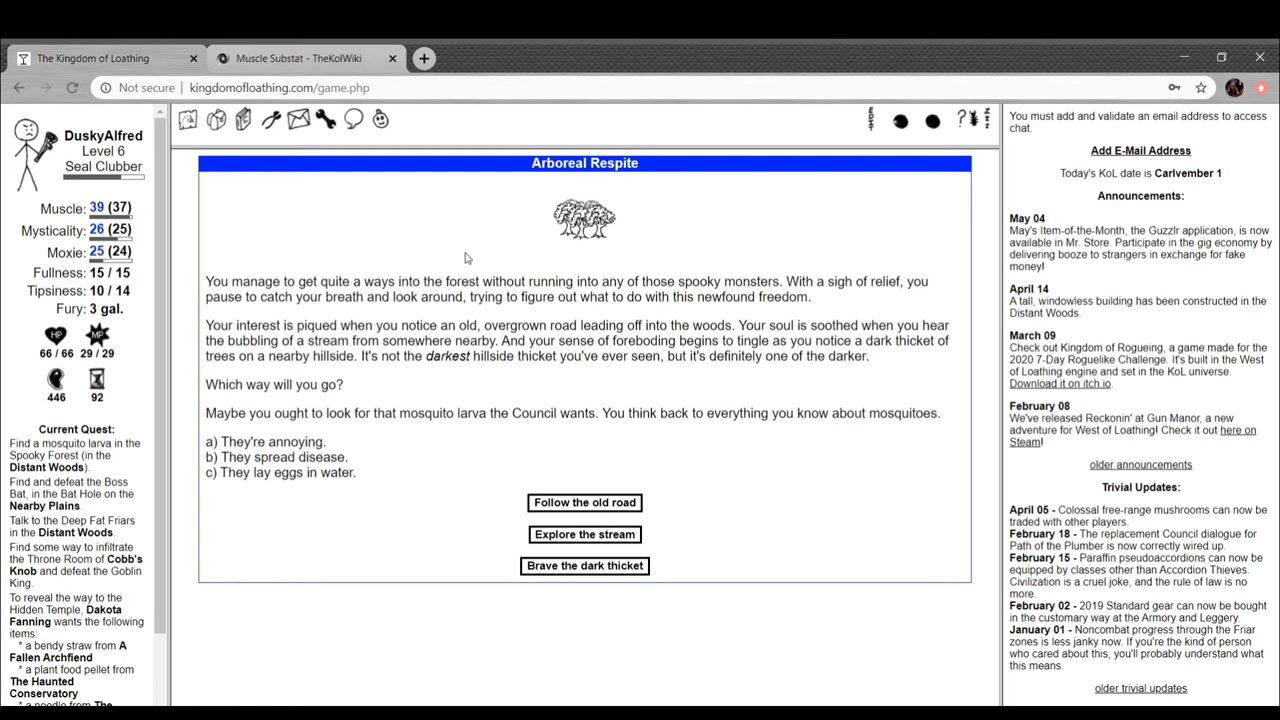 The Kingdom of Loathing
Muscle Substat - TheKolWiki
Not secure | kingdomofloathing.com/game.php
DuskyAlfred
Level 6
Seal Clubber
Muscle: 39 (37)
Mysticality: 26 (25)
Moxie: 25 (24)
Fullness: 15 / 15
Tipsiness: 10 / 14
Fury: 3 gal.
HP
MP
66 / 66 29 / 29
446 92
Current Quest:
Find a mosquito larva in the
Spooky Forest (in the
Distant Woods).
Find and defeat the Boss
Bat, in the Bat Hole on the
Nearby Plains.
Talk to the Deep Fat Friars
in the Distant Woods.
Find some way to infiltrate
the Throne Room of Cobb's
Knob and defeat the Goblin
King.
To reveal the way to the
Hidden Temple, Dakota
Fanning wants the following
items:
* a bendy straw from A
Fallen Archfiend
* a plant food pellet from
The Haunted
Conservatory
* a needle from The
Arboreal Respite
You manage to get quite a ways into the forest without running into any of those spooky monsters. With a sigh of relief, you
pause to catch your breath and look around, trying to figure out what to do with this newfound freedom.
Your interest is piqued when you notice an old, overgrown road leading off into the woods. Your soul is soothed when you hear
the bubbling of a stream from somewhere nearby. And your sense of foreboding begins to tingle as you notice a dark thicket of
trees on a nearby hillside. It's not the darkest hillside thicket you've ever seen, but it's definitely one of the darker.
Which way will you go?
Maybe you ought to look for that mosquito larva the Council wants. You think back to everything you know about mosquitoes.
a) They're annoying.
b) They spread disease.
c) They lay eggs in water.
Follow the old road
Explore the stream
Brave the dark thicket
You must add and validate an email address to access
chat.
Add E-Mail Address
Today's KoL date is Carlvember 1
Announcements:
May 04
May's Item-of-the-Month, the Guzzlr application, is now
available in Mr. Store. Participate in the gig economy by
delivering booze to strangers in exchange for fake
money!
April 14
A tall, windowless building has been constructed in the
Distant Woods.
March 09
Check out Kingdom of Rogueing, a game made for the
2020 7-Day Roguelike Challenge. It's built in the West
of Loathing engine and set in the KoL universe.
Download it on itch.io.
February 08
We've released Reckonin' at Gun Manor, a new
adventure for West of Loathing! Check it out here on
Steam!
older announcements
Trivial Updates:
April 05 - Colossal free-range mushrooms can now be
traded with other players.
February 18 - The replacement Council dialogue for
Path of the Plumber is now correctly wired up.
February 15 - Paraffin pseudoaccordions can now be
equipped by classes other than Accordion Thieves.
Civilization is a cruel joke, and the rule of law is no
more.
February 02 - 2019 Standard gear can now be bought
in the customary way at the Armory and Leggery.
January 01 - Noncombat progress through the Friar
zones is less janky now. If you're the kind of person
who cared about this, you'll probably understand what
this means.
older trivial updates